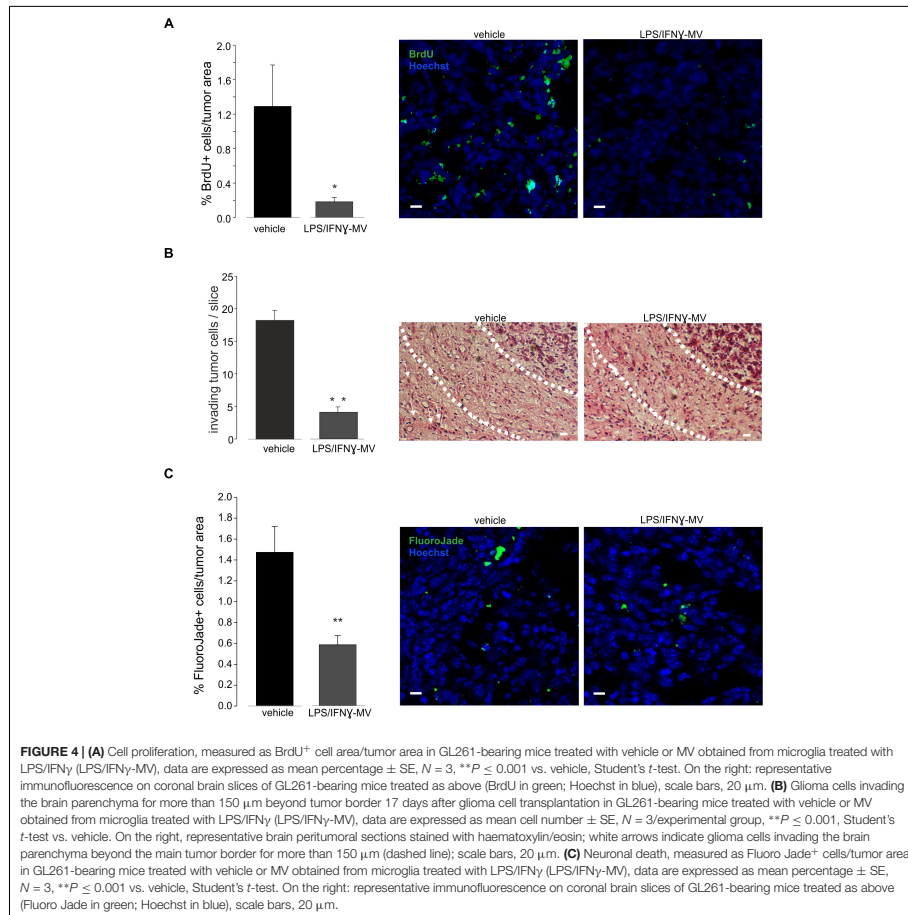 A
vehicle
LPS/IFNɣ-MV
% BrdU+ cells/tumor area
2.0
1.6
1.2
0.8
0.4
0.0
*
vehicle
LPS/IFNɣ-MV
BrdU
Hoechst
B
vehicle
LPS/IFNɣ-MV
invading tumor cells / slice
25
20
15
10
5
0
* *
vehicle
LPS/IFNɣ-MV
C
vehicle
LPS/IFNɣ-MV
% FluoroJade+ cells/tumor area
2.0
1.8
1.6
1.4
1.2
1.0
0.8
0.6
0.4
0.2
0.0
**
vehicle
LPS/IFNɣ-MV
FluoroJade
Hoechst
FIGURE 4 | (A) Cell proliferation, measured as BrdU⁺ cell area/tumor area in GL261-bearing mice treated with vehicle or MV obtained from microglia treated with
LPS/IFNγ (LPS/IFNγ-MV), data are expressed as mean percentage ± SE, N = 3, **P ≤ 0.001 vs. vehicle, Student's t-test. On the right: representative
immunofluorescence on coronal brain slices of GL261-bearing mice treated as above (BrdU in green; Hoechst in blue), scale bars, 20 μm. (B) Glioma cells invading
the brain parenchyma for more than 150 μm beyond tumor border 17 days after glioma cell transplantation in GL261-bearing mice treated with vehicle or MV
obtained from microglia treated with LPS/IFNγ (LPS/IFNγ-MV), data are expressed as mean cell number ± SE, N = 3/experimental group, **P ≤ 0.001, Student's
t-test vs. vehicle. On the right, representative brain peritumoral sections stained with haematoxylin/eosin; white arrows indicate glioma cells invading the brain
parenchyma beyond the main tumor border for more than 150 μm (dashed line); scale bars, 20 μm. (C) Neuronal death, measured as Fluoro Jade⁺ cells/tumor area
in GL261-bearing mice treated with vehicle or MV obtained from microglia treated with LPS/IFNγ (LPS/IFNγ-MV), data are expressed as mean percentage ± SE,
N = 3, **P ≤ 0.001 vs. vehicle, Student's t-test. On the right: representative immunofluorescence on coronal brain slices of GL261-bearing mice treated as above
(Fluoro Jade in green; Hoechst in blue), scale bars, 20 μm.